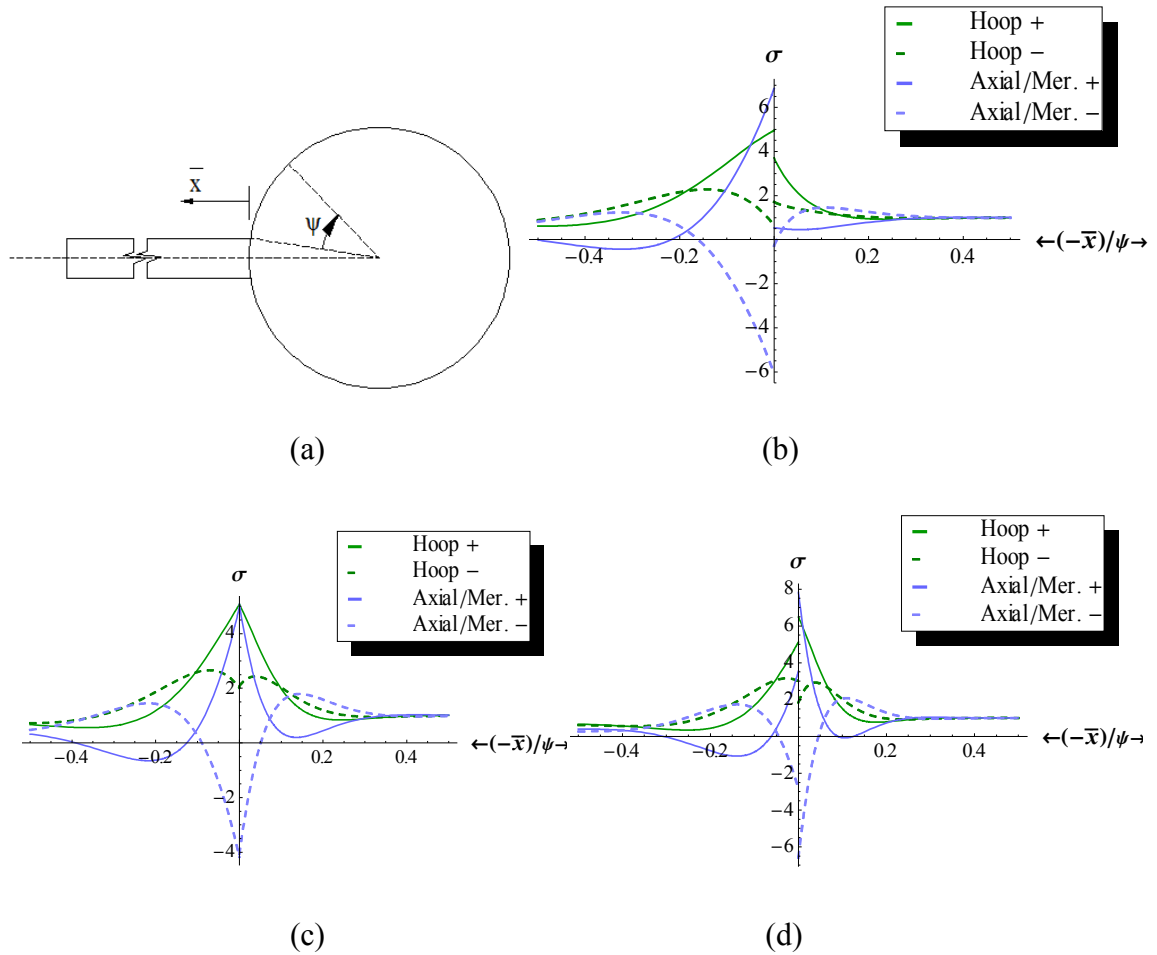 x̄
ψ
(a)
Hoop +
Hoop −
Axial/Mer. +
Axial/Mer. −
σ
6
4
2
−0.4
−0.2
0.2
0.4
−2
−4
−6
←(−x̄)/ψ→
(b)
Hoop +
Hoop −
Axial/Mer. +
Axial/Mer. −
σ
4
2
−0.4
−0.2
0.2
0.4
−2
−4
←(−x̄)/ψ→
(c)
Hoop +
Hoop −
Axial/Mer. +
Axial/Mer. −
σ
8
6
4
2
−0.4
−0.2
0.2
0.4
−2
−4
−6
←(−x̄)/ψ→
(d)